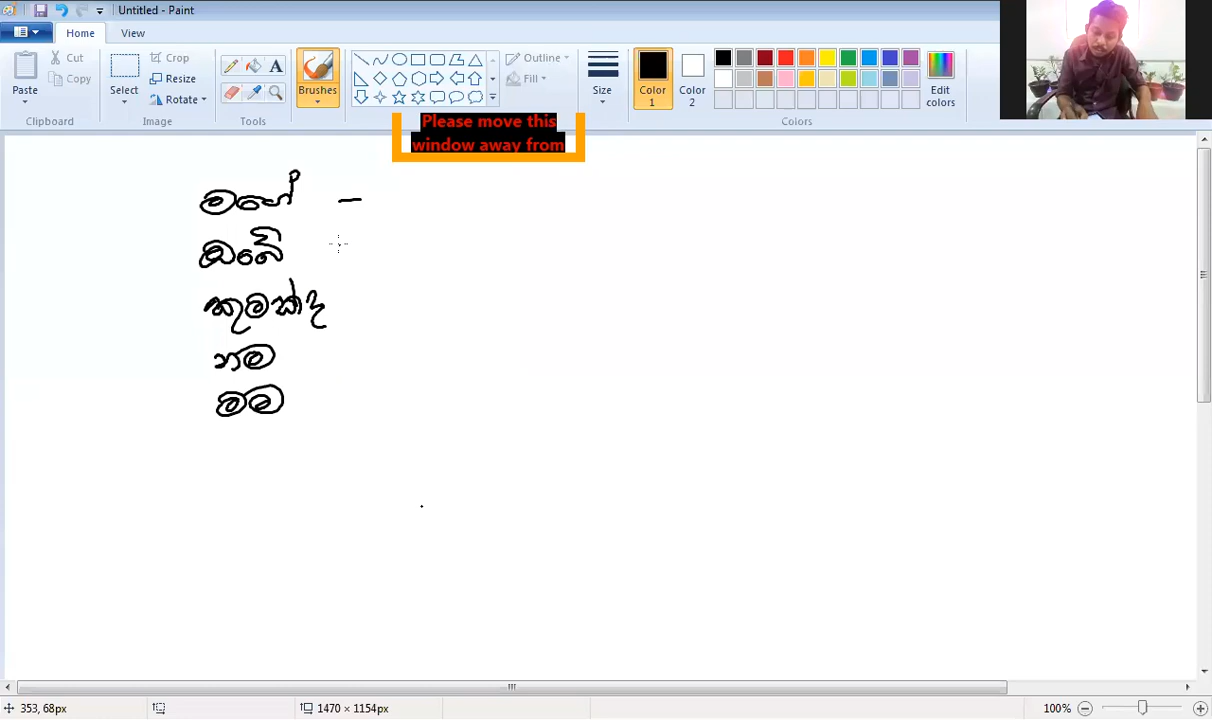 Untitled - Paint
Home View
Paste Cut Copy Select Crop Resize Rotate A Brushes Outline Fill Size Color 1 Color 2 Edit colors
Clipboard Image Tools Colors
Please move this
window away from
මගේ –
ඔබේ
කුමක්ද
නම
මම
353, 68px 1470 × 1154px 100%